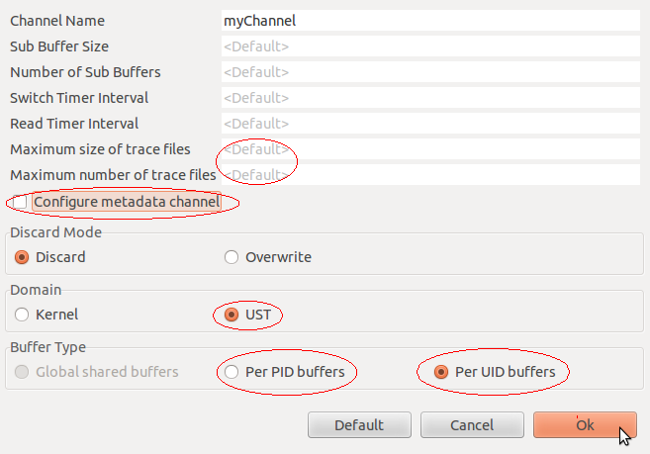 Channel Name myChannel
Sub Buffer Size <Default>
Number of Sub Buffers <Default>
Switch Timer Interval <Default>
Read Timer Interval <Default>
Maximum size of trace files <Default>
Maximum number of trace files <Default>
Configure metadata channel
Discard Mode
Discard Overwrite
Domain
Kernel UST
Buffer Type
Global shared buffers Per PID buffers Per UID buffers
Default Cancel Ok